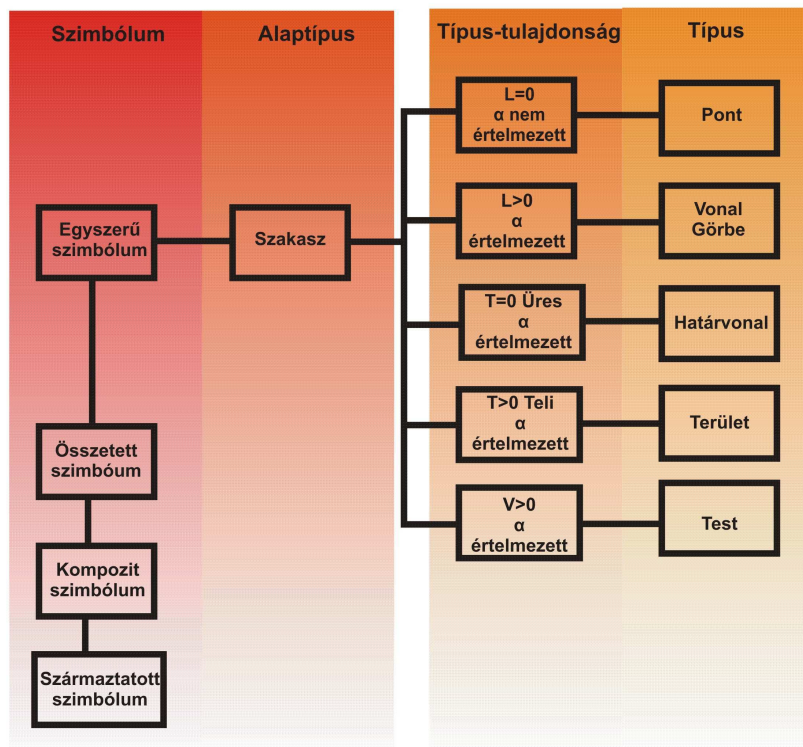 Szimbólum
Alaptípus
Típus-tulajdonság
Típus
Egyszerű
szimbólum
Szakasz
L=0
α nem
értelmezett
Pont
L>0
α
értelmezett
Vonal
Görbe
T=0 Üres
α
értelmezett
Határvonal
T>0 Teli
α
értelmezett
Terület
V>0
α
értelmezett
Test
Összetett
szimbóum
Kompozit
szimbólum
Származtatott
szimbólum